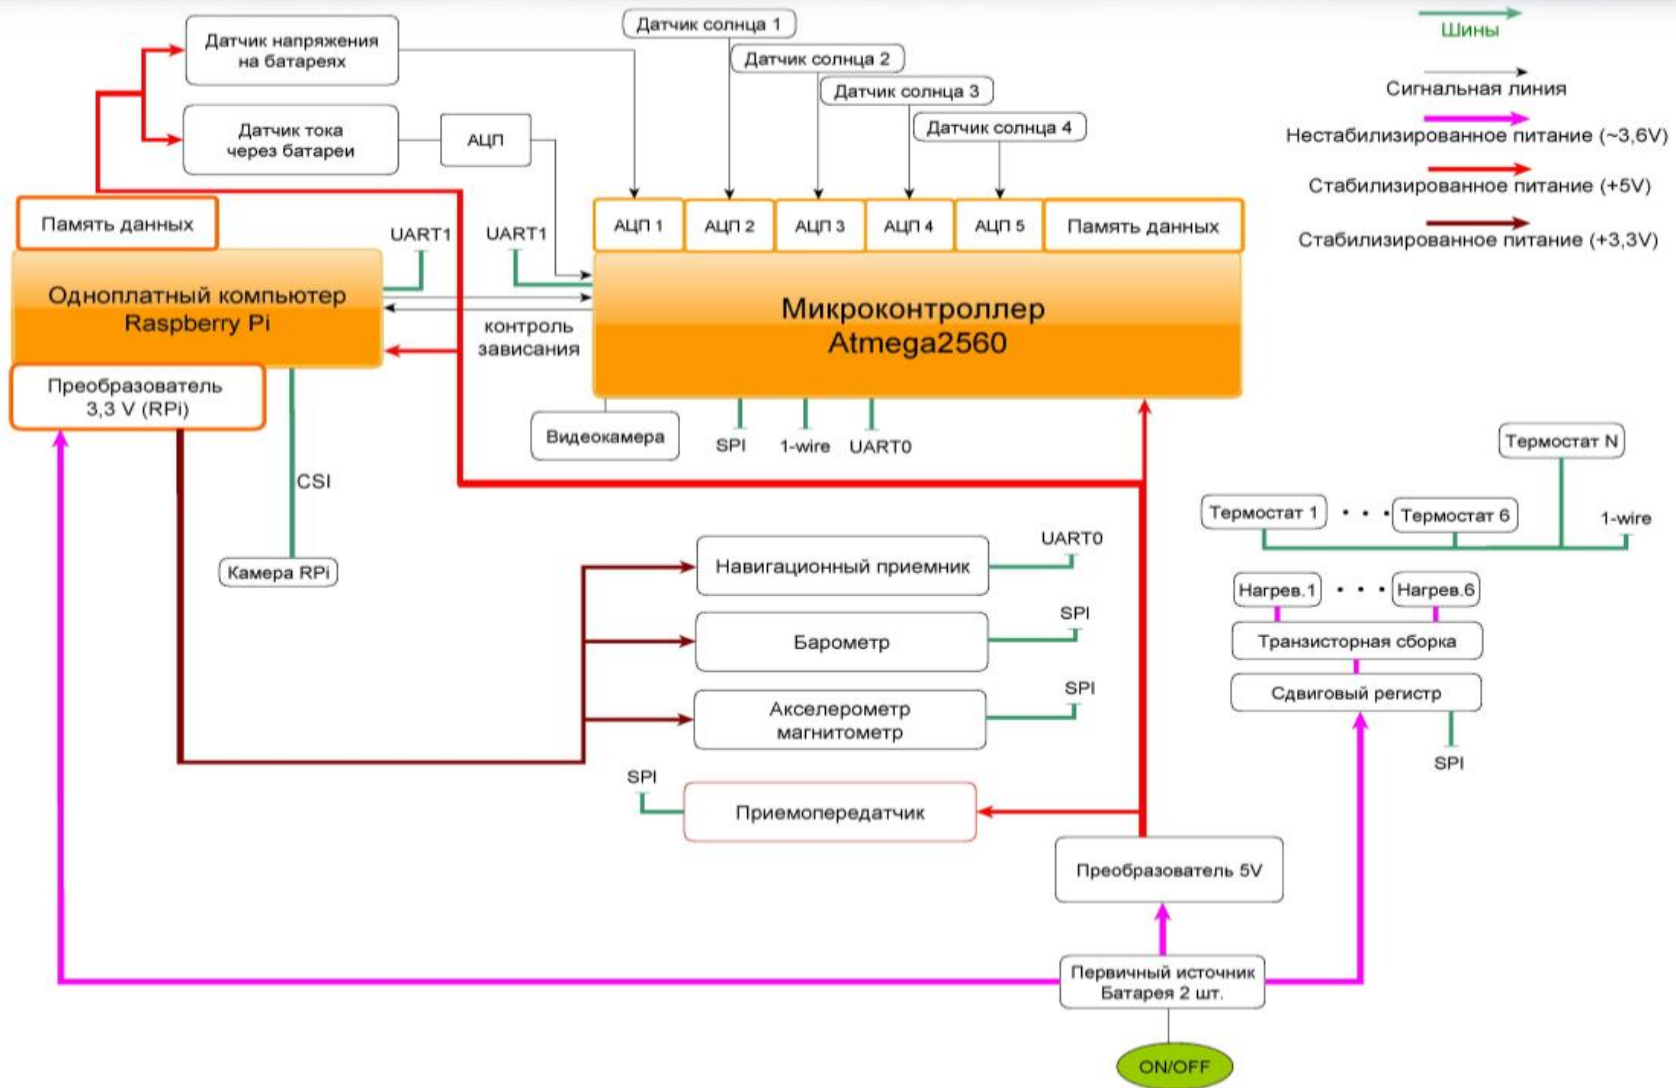 Датчик напряжения
на батареях
Датчик солнца 1
Датчик солнца 2
Датчик солнца 3
Датчик солнца 4
Шины
Сигнальная линия
Нестабилизированное питание (~3,6V)
Стабилизированное питание (+5V)
Стабилизированное питание (+3,3V)
Датчик тока
через батареи
АЦП
Память данных
UART1
UART1
АЦП 1
АЦП 2
АЦП 3
АЦП 4
АЦП 5
Память данных
Одноплатный компьютер
Raspberry Pi
контроль
зависания
Микроконтроллер
Atmega2560
Преобразователь
3,3 V (RPi)
Видеокамера
SPI
1-wire
UART0
CSI
Камера RPi
Термостат N
Термостат 1
• • •
Термостат 6
1-wire
Нагрев.1
• • •
Нагрев.6
Транзисторная сборка
Сдвиговый регистр
SPI
Навигационный приемник
UART0
Барометр
SPI
Акселерометр
магнитометр
SPI
SPI
Приемопередатчик
Преобразователь 5V
Первичный источник
Батарея 2 шт.
ON/OFF